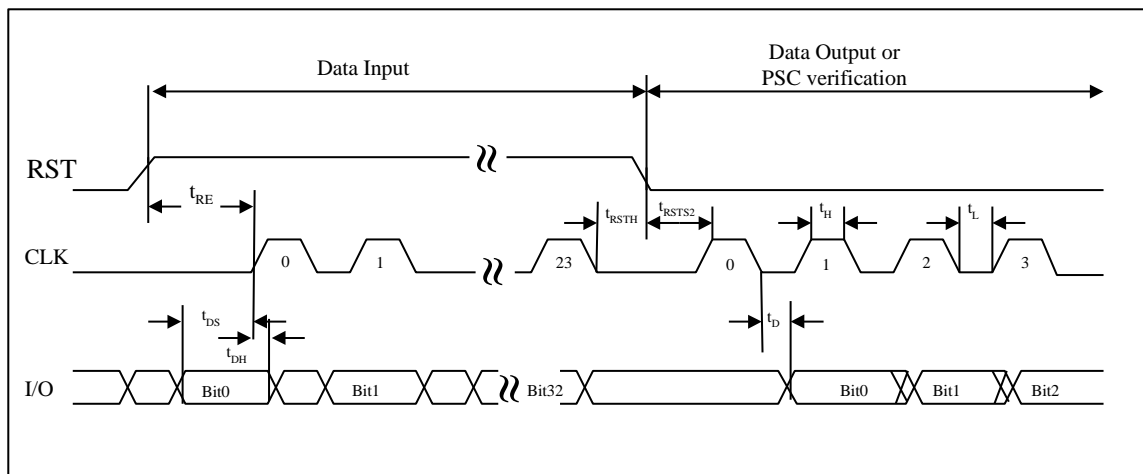 Data Input
Data Output or
PSC verification
RST
tRE
tRSTH
tRSTS2
tH
tL
CLK
0
1
23
0
1
2
3
tDS
tDH
tD
I/O
Bit0
Bit1
Bit32
Bit0
Bit1
Bit2